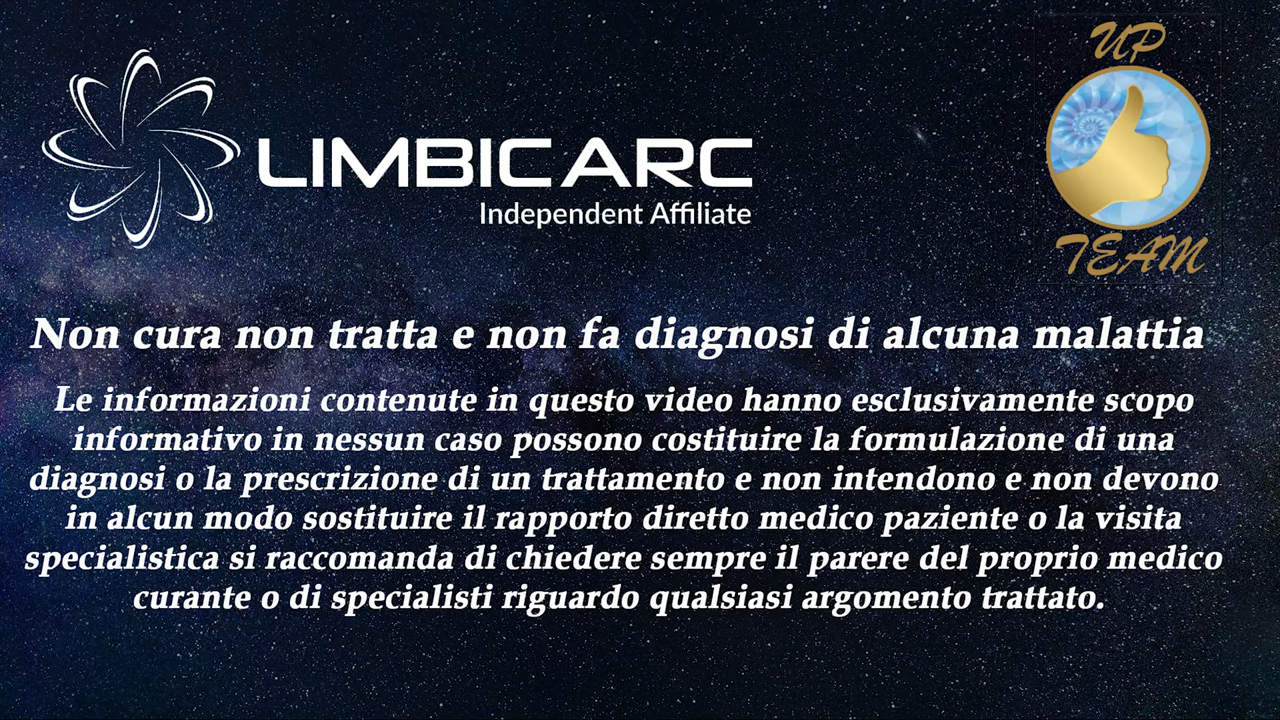 LIMBICARC
Independent Affiliate
UP
TEAM
Non cura non tratta e non fa diagnosi di alcuna malattia
Le informazioni contenute in questo video hanno esclusivamente scopo
informativo in nessun caso possono costituire la formulazione di una
diagnosi o la prescrizione di un trattamento e non intendono e non devono
in alcun modo sostituire il rapporto diretto medico paziente o la visita
specialistica si raccomanda di chiedere sempre il parere del proprio medico
curante o di specialisti riguardo qualsiasi argomento trattato.